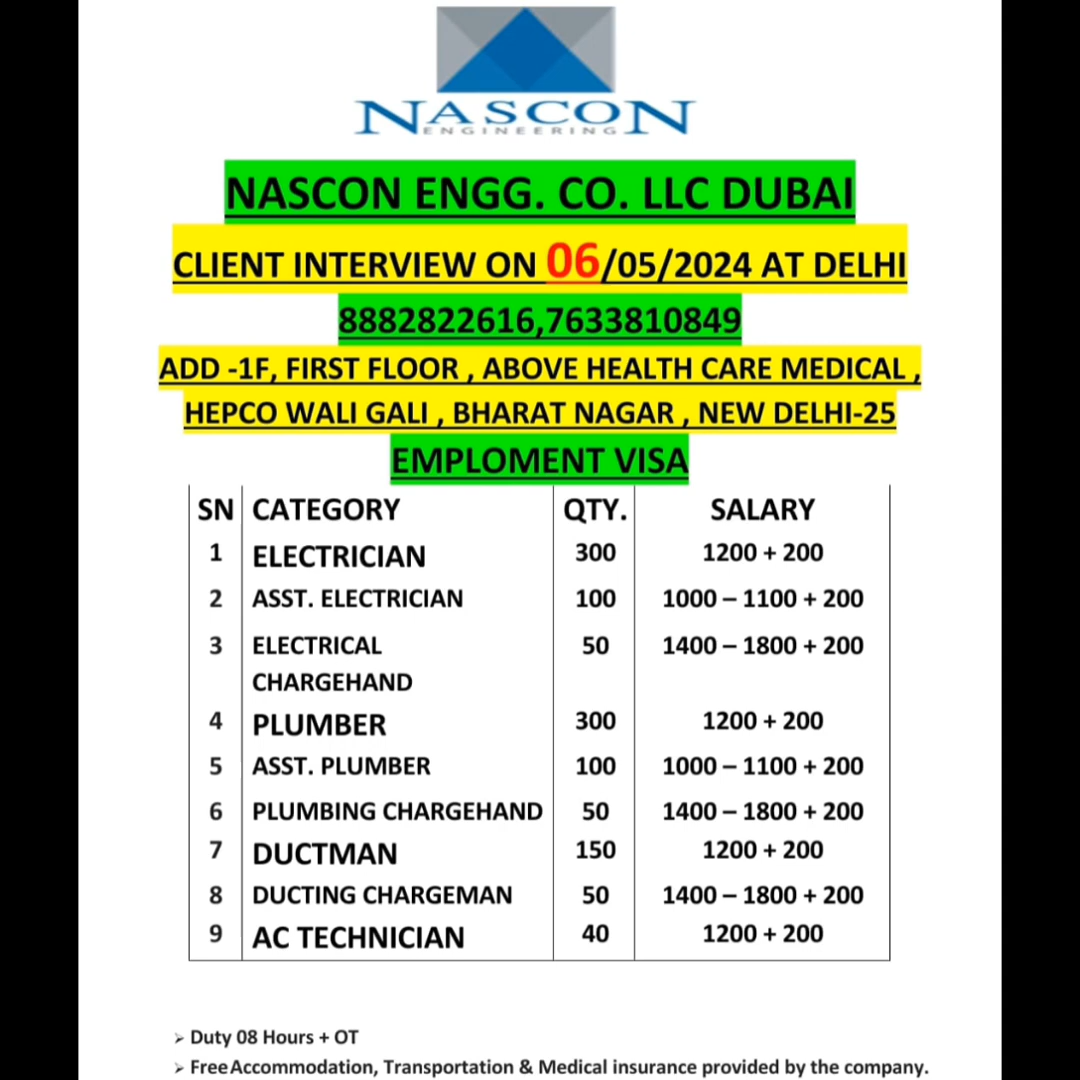 NASCON
ENGINEERING
NASCON ENGG. CO. LLC DUBAI
CLIENT INTERVIEW ON 06/05/2024 AT DELHI
8882822616,7633810849
ADD -1F, FIRST FLOOR , ABOVE HEALTH CARE MEDICAL ,
HEPCO WALI GALI , BHARAT NAGAR , NEW DELHI-25
EMPLOMENT VISA
SN CATEGORY QTY. SALARY
1 ELECTRICIAN 300 1200 + 200
2 ASST. ELECTRICIAN 100 1000 – 1100 + 200
3 ELECTRICAL 50 1400 – 1800 + 200
CHARGEHAND
4 PLUMBER 300 1200 + 200
5 ASST. PLUMBER 100 1000 – 1100 + 200
6 PLUMBING CHARGEHAND 50 1400 – 1800 + 200
7 DUCTMAN 150 1200 + 200
8 DUCTING CHARGEMAN 50 1400 – 1800 + 200
9 AC TECHNICIAN 40 1200 + 200
➢ Duty 08 Hours + OT
➢ Free Accommodation, Transportation & Medical insurance provided by the company.